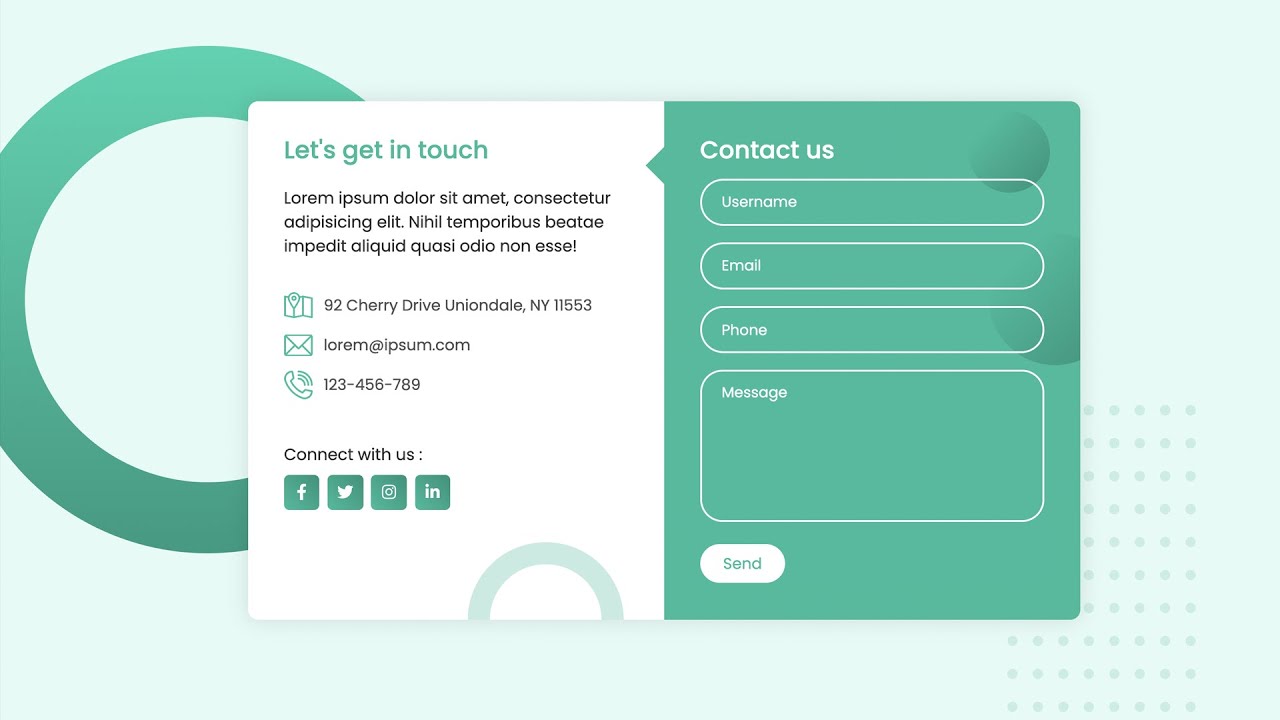 Let's get in touch
Lorem ipsum dolor sit amet, consectetur
adipisicing elit. Nihil temporibus beatae
impedit aliquid quasi odio non esse!
92 Cherry Drive Uniondale, NY 11553
lorem@ipsum.com
123-456-789
Connect with us :
Contact us
Username
Email
Phone
Message
Send